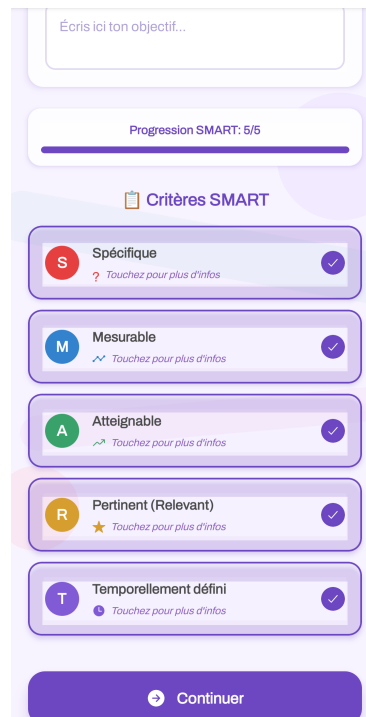 Écris ici ton objectif...
Progression SMART: 5/5
📋 Critères SMART
S
Spécifique
? Touchez pour plus d'infos
M
Mesurable
Touchez pour plus d'infos
A
Atteignable
Touchez pour plus d'infos
R
Pertinent (Relevant)
Touchez pour plus d'infos
T
Temporellement défini
Touchez pour plus d'infos
Continuer